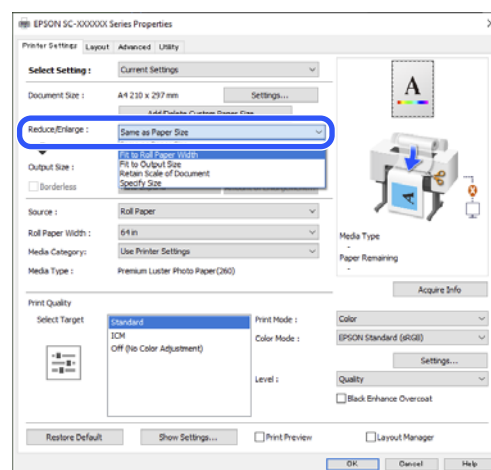 EPSON SC-XXXXXX Series Properties
Printer Settings Layout Advanced Utility
Select Setting : Current Settings
Document Size : A4 210 x 297 mm Settings...
Add/Delete Custom Paper Size
Reduce/Enlarge : Same as Paper Size
Fit to Roll Paper Width
Output Size : Fit to Output Size
Retain Scale of Document
Borderless Specify Size
Source : Roll Paper
Roll Paper Width : 64 in
Media Category: Use Printer Settings
Media Type : Premium Luster Photo Paper(260)
A
A
Media Type
-
Paper Remaining
-
Acquire Info
Print Quality
Select Target Standard
ICM
Off (No Color Adjustment)
Print Mode : Color
Color Mode : EPSON Standard (sRGB)
Settings...
Level : Quality
Black Enhance Overcoat
Restore Default Show Settings... Print Preview Layout Manager
OK Cancel Help